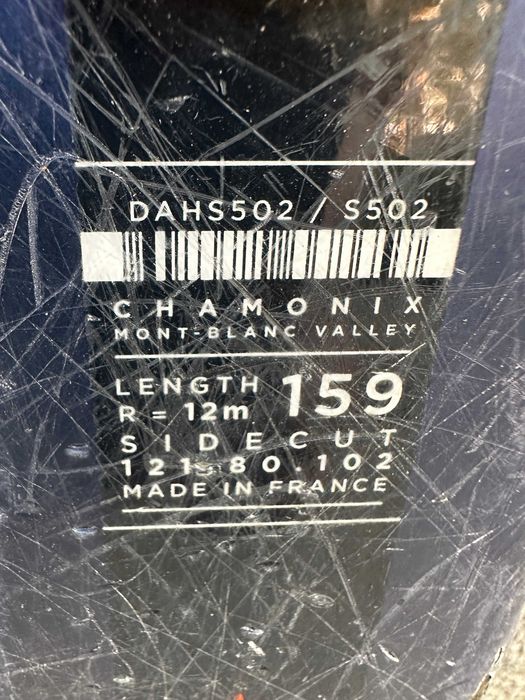 DAHS502 / S502
CHAMONIX
MONT-BLANC VALLEY
LENGTH 159
R = 12m
SIDECUT
121.80.102
MADE IN FRANCE